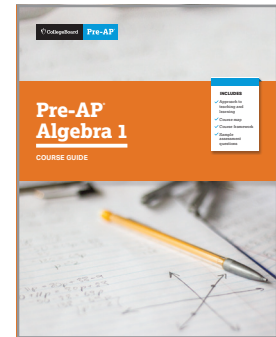 CollegeBoard Pre-AP®
INCLUDES
✓ Approach to
teaching and
learning
✓ Course map
✓ Course framework
✓ Sample
assessment
questions
Pre-AP®
Algebra 1
COURSE GUIDE